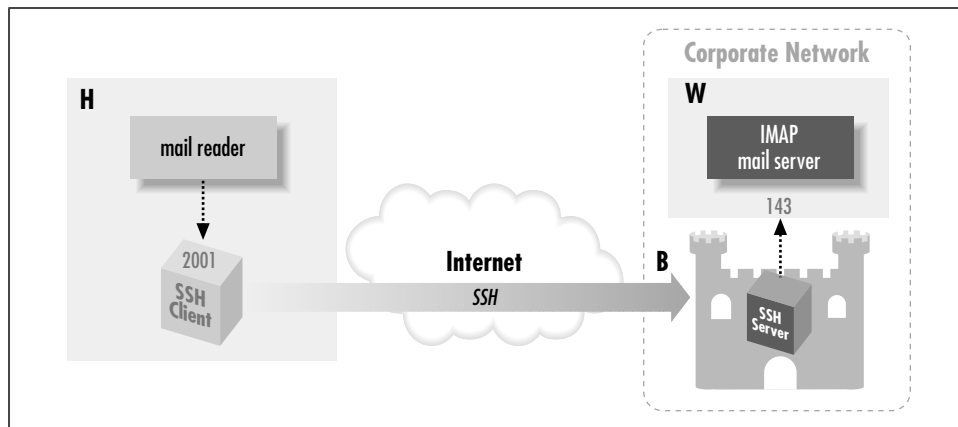 Corporate Network
H
W
mail reader
IMAP
mail server
143
2001
SSH
Client
Internet
SSH
B
SSH
Server